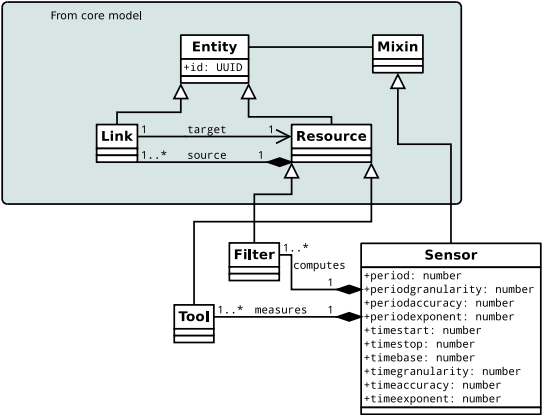 From core model
Entity
+id: UUID
Mixin
Link
1 target 1
Resource
1..* source 1
Filter
1..*
computes
1
Sensor
+period: number
+periodgranularity: number
+periodaccuracy: number
+periodexponent: number
+timestart: number
+timestop: number
+timebase: number
+timegranularity: number
+timeaccuracy: number
+timeexponent: number
Tool
1..* measures 1